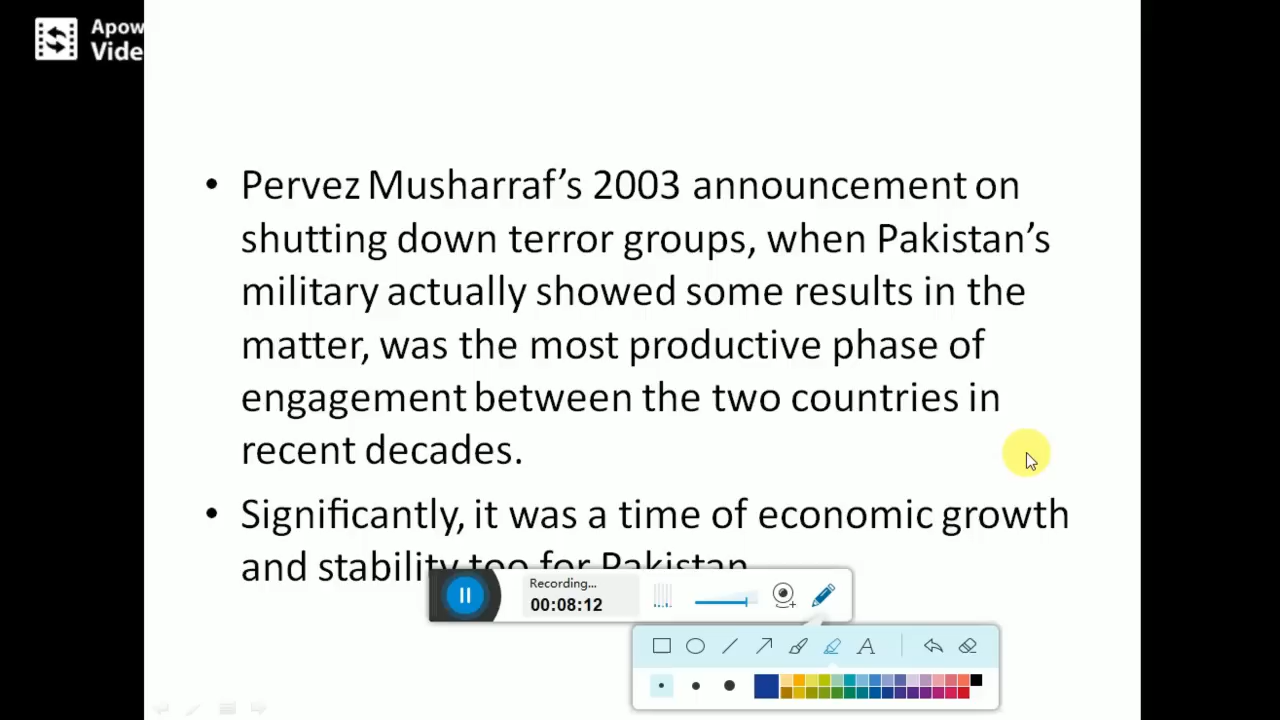 Apow
Vide
• Pervez Musharraf’s 2003 announcement on
shutting down terror groups, when Pakistan’s
military actually showed some results in the
matter, was the most productive phase of
engagement between the two countries in
recent decades.
• Significantly, it was a time of economic growth
and stability too for Pakistan
Recording...
00:08:12
A